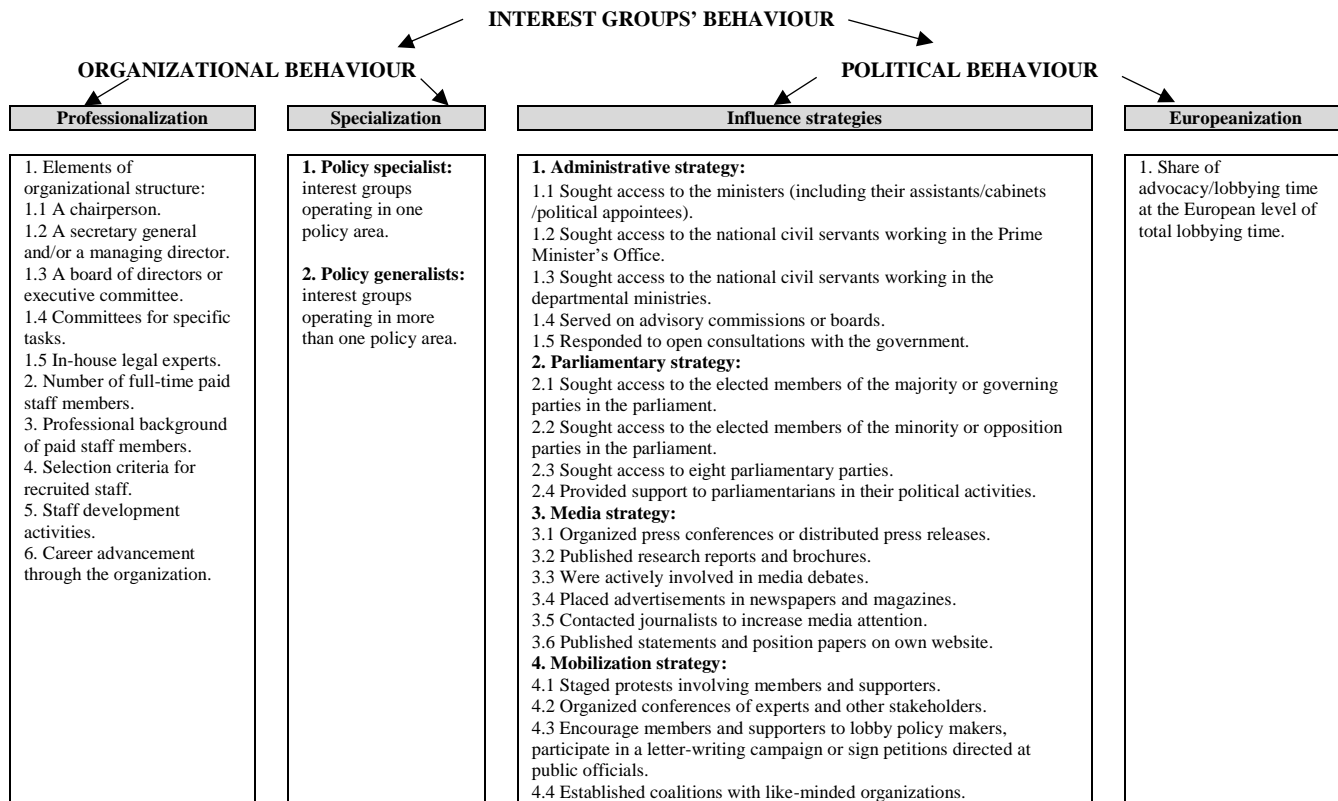 INTEREST GROUPS’ BEHAVIOUR
ORGANIZATIONAL BEHAVIOUR
POLITICAL BEHAVIOUR
Professionalization
Specialization
Influence strategies
Europeanization
1. Elements of
organizational structure:
1.1 A chairperson.
1.2 A secretary general
and/or a managing director.
1.3 A board of directors or
executive committee.
1.4 Committees for specific
tasks.
1.5 In-house legal experts.
2. Number of full-time paid
staff members.
3. Professional background
of paid staff members.
4. Selection criteria for
recruited staff.
5. Staff development
activities.
6. Career advancement
through the organization.
1. Policy specialist:
interest groups
operating in one
policy area.
2. Policy generalists:
interest groups
operating in more
than one policy area.
1. Administrative strategy:
1.1 Sought access to the ministers (including their assistants/cabinets
/political appointees).
1.2 Sought access to the national civil servants working in the Prime
Minister’s Office.
1.3 Sought access to the national civil servants working in the
departmental ministries.
1.4 Served on advisory commissions or boards.
1.5 Responded to open consultations with the government.
2. Parliamentary strategy:
2.1 Sought access to the elected members of the majority or governing
parties in the parliament.
2.2 Sought access to the elected members of the minority or opposition
parties in the parliament.
2.3 Sought access to eight parliamentary parties.
2.4 Provided support to parliamentarians in their political activities.
3. Media strategy:
3.1 Organized press conferences or distributed press releases.
3.2 Published research reports and brochures.
3.3 Were actively involved in media debates.
3.4 Placed advertisements in newspapers and magazines.
3.5 Contacted journalists to increase media attention.
3.6 Published statements and position papers on own website.
4. Mobilization strategy:
4.1 Staged protests involving members and supporters.
4.2 Organized conferences of experts and other stakeholders.
4.3 Encourage members and supporters to lobby policy makers,
participate in a letter-writing campaign or sign petitions directed at
public officials.
4.4 Established coalitions with like-minded organizations.
1. Share of
advocacy/lobbying time
at the European level of
total lobbying time.